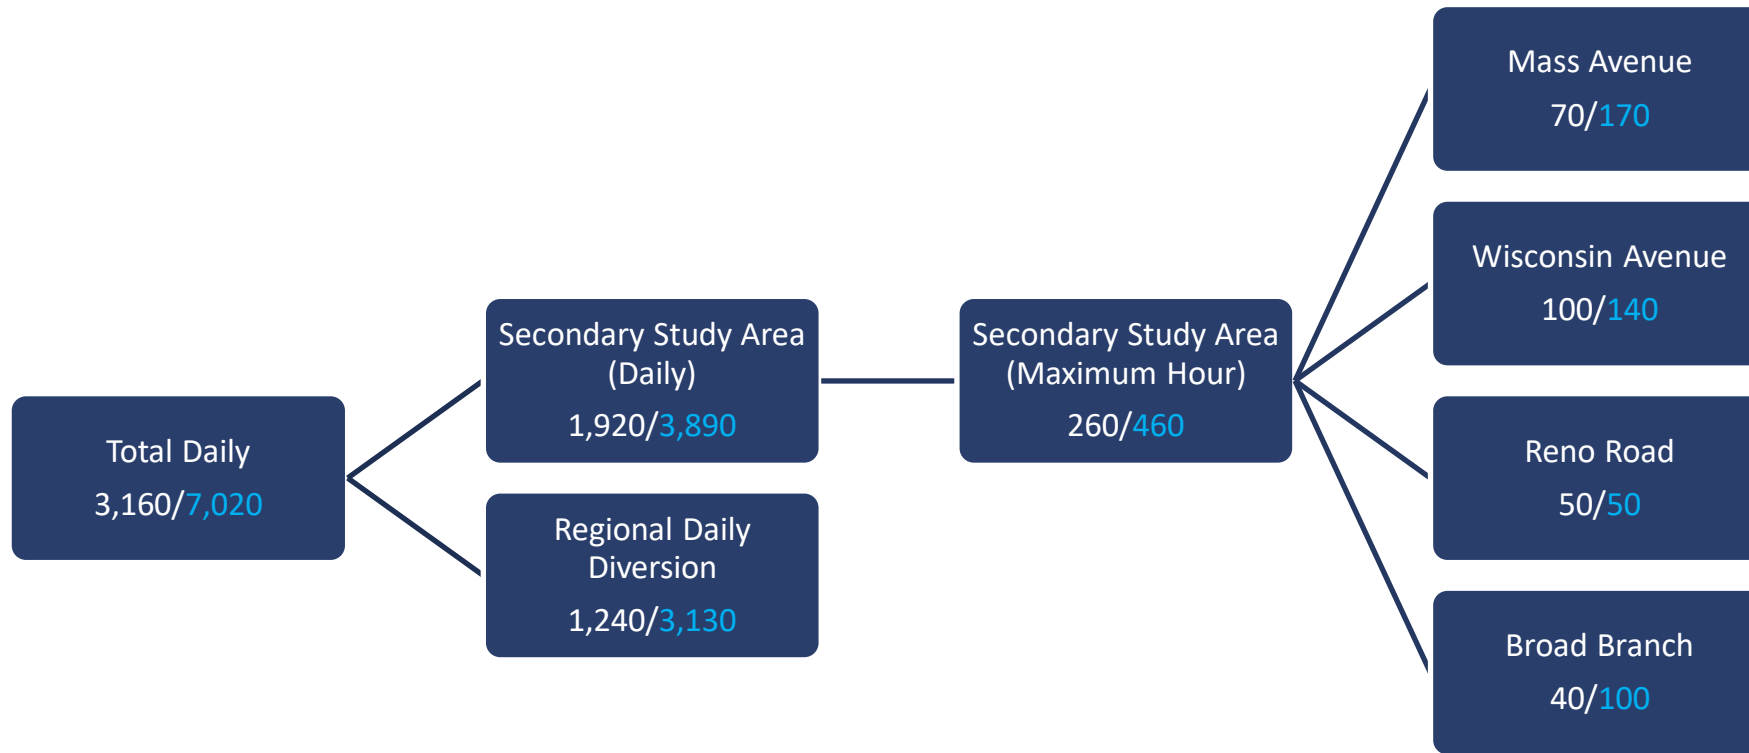 Total Daily
3,160/7,020
Secondary Study Area
(Daily)
1,920/3,890
Regional Daily
Diversion
1,240/3,130
Secondary Study Area
(Maximum Hour)
260/460
Mass Avenue
70/170
Wisconsin Avenue
100/140
Reno Road
50/50
Broad Branch
40/100